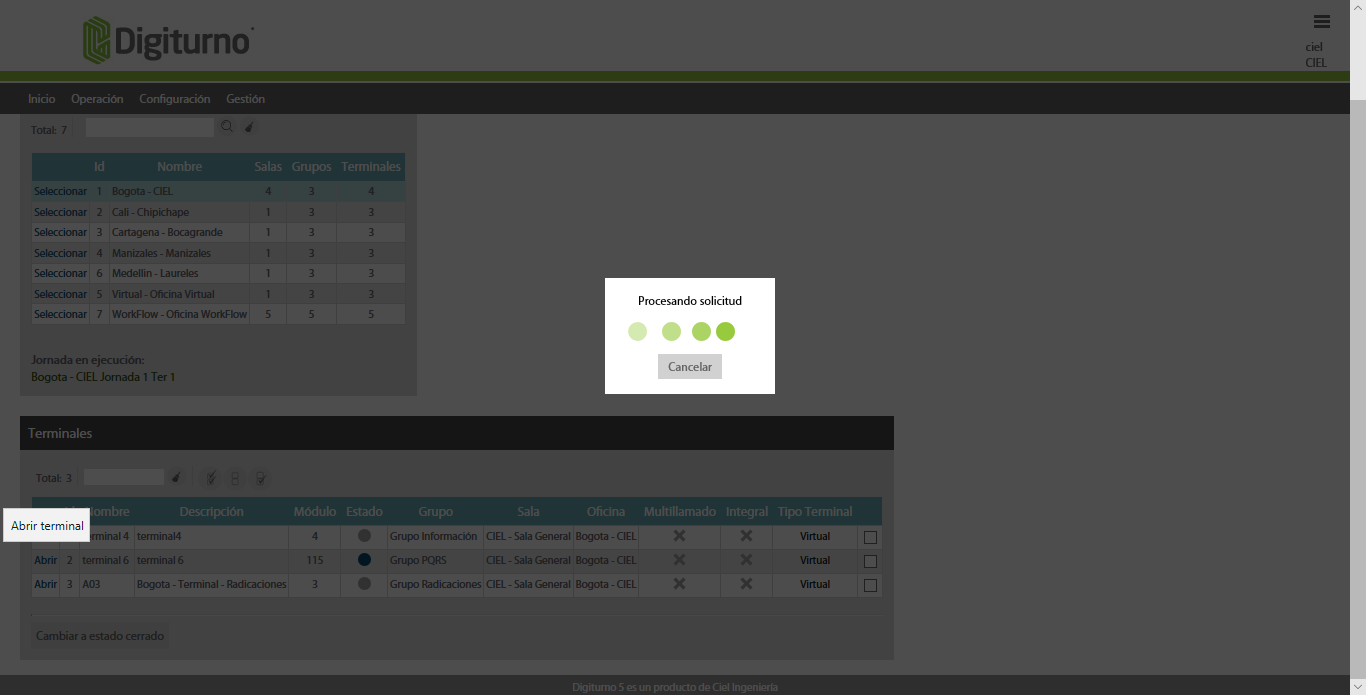 Digiturno
ciel
CIEL
Inicio Operación Configuración Gestión
Total: 7
Id Nombre Salas Grupos Terminales
Seleccionar 1 Bogota - CIEL 4 3 4
Seleccionar 2 Cali - Chipichape 1 3 3
Seleccionar 3 Cartagena - Bocagrande 1 3 3
Seleccionar 4 Manizales - Manizales 1 3 3
Seleccionar 6 Medellin - Laureles 1 3 3
Seleccionar 5 Virtual - Oficina Virtual 1 3 3
Seleccionar 7 WorkFlow - Oficina WorkFlow 5 5 5
Jornada en ejecución:
Bogota - CIEL Jornada 1 Ter 1
Procesando solicitud
Cancelar
Terminales
Total: 3
ombre Descripción Módulo Estado Grupo Sala Oficina Multillamado Integral Tipo Terminal
Abrir terminal
erminal 4 terminal4 4 Grupo Información CIEL - Sala General Bogota - CIEL Virtual
Abrir 2 terminal 6 terminal 6 115 Grupo PQRS CIEL - Sala General Bogota - CIEL Virtual
Abrir 3 A03 Bogota - Terminal - Radicaciones 3 Grupo Radicaciones CIEL - Sala General Bogota - CIEL Virtual
Cambiar a estado cerrado
Digiturno 5 es un producto de Ciel Ingeniería